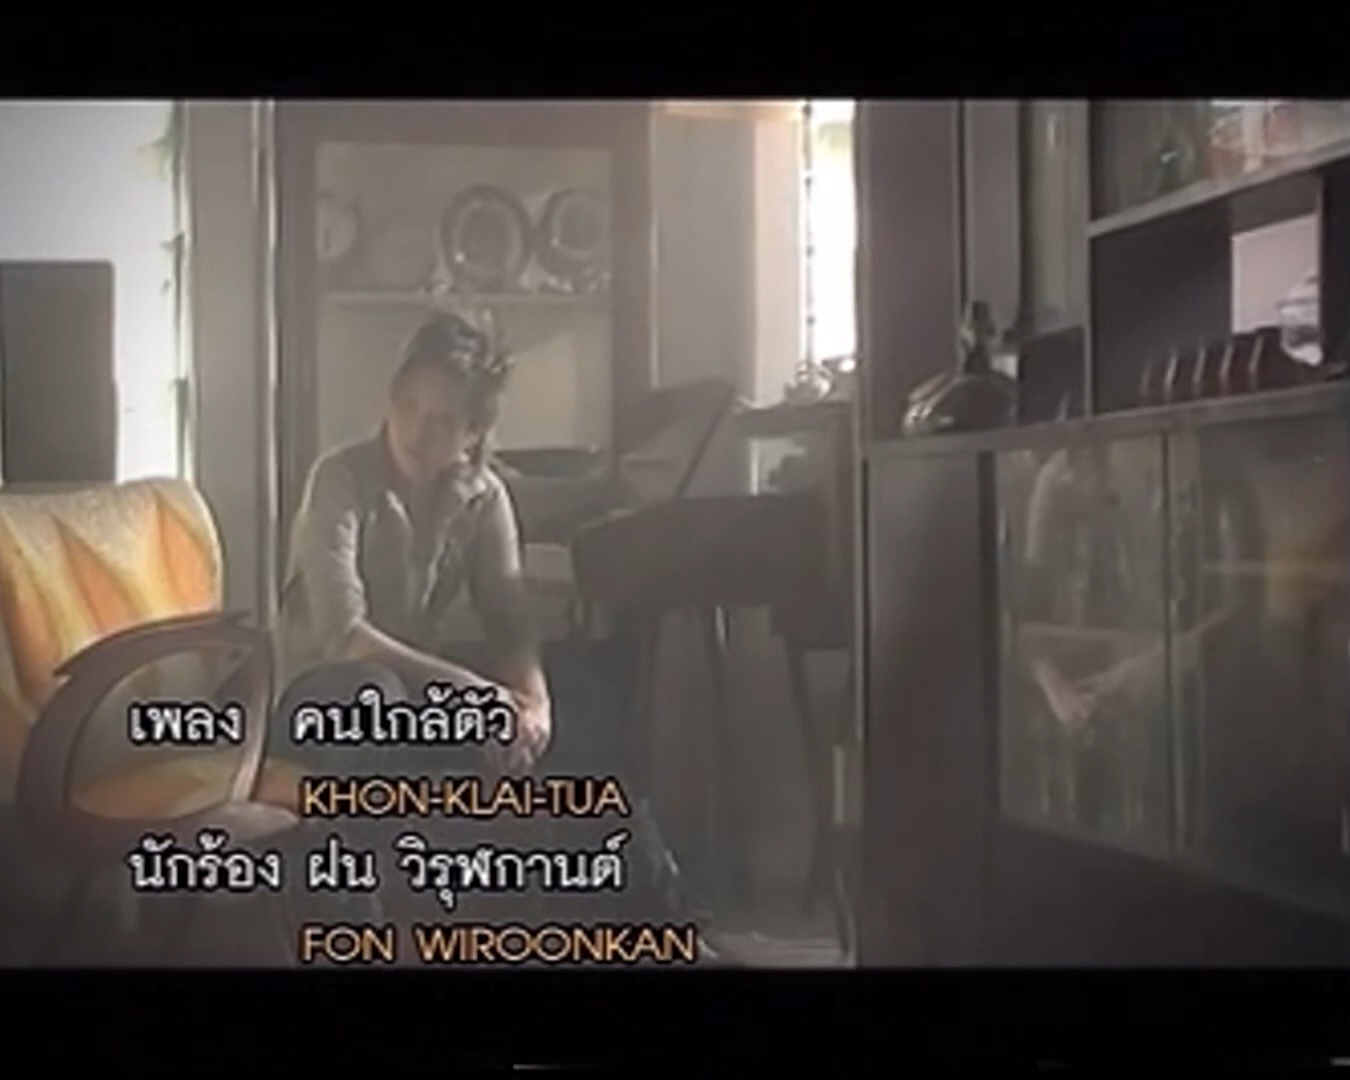 เพลง คนใกล้ตัว
KHON-KLAI-TUA
นักร้อง ฝน วิรุฬกานต์
FON WIROONKAN